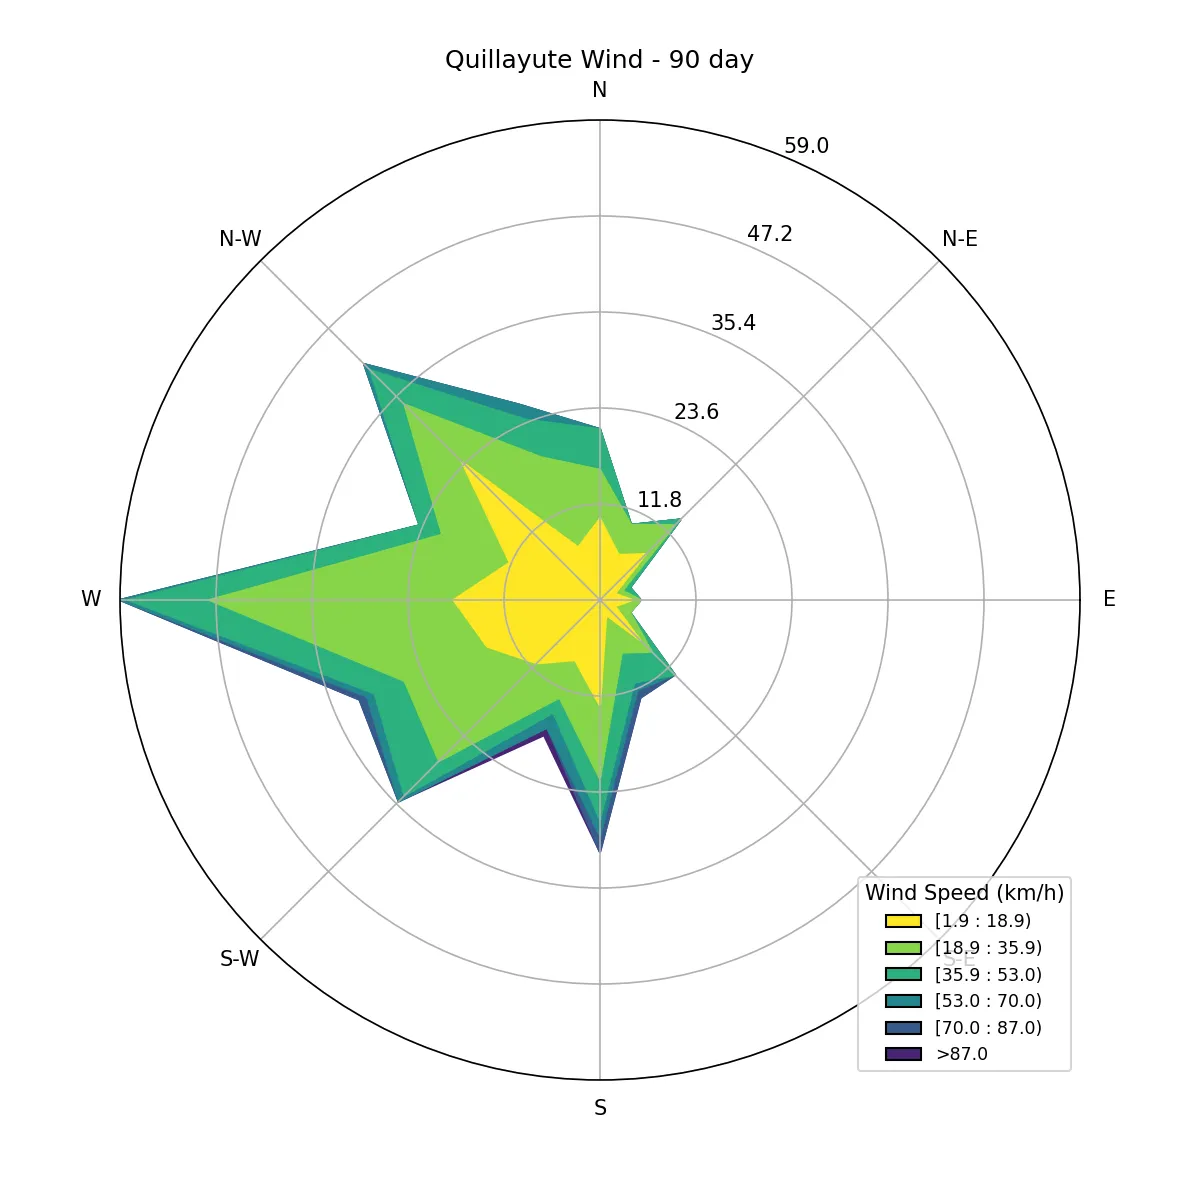 Quillayute Wind - 90 day
N
59.0
47.2
N-W
N-E
35.4
23.6
11.8
W
E
Wind Speed (km/h)
[1.9 : 18.9)
[18.9 : 35.9)
S-W
S-E
[35.9 : 53.0)
[53.0 : 70.0)
[70.0 : 87.0)
>87.0
S